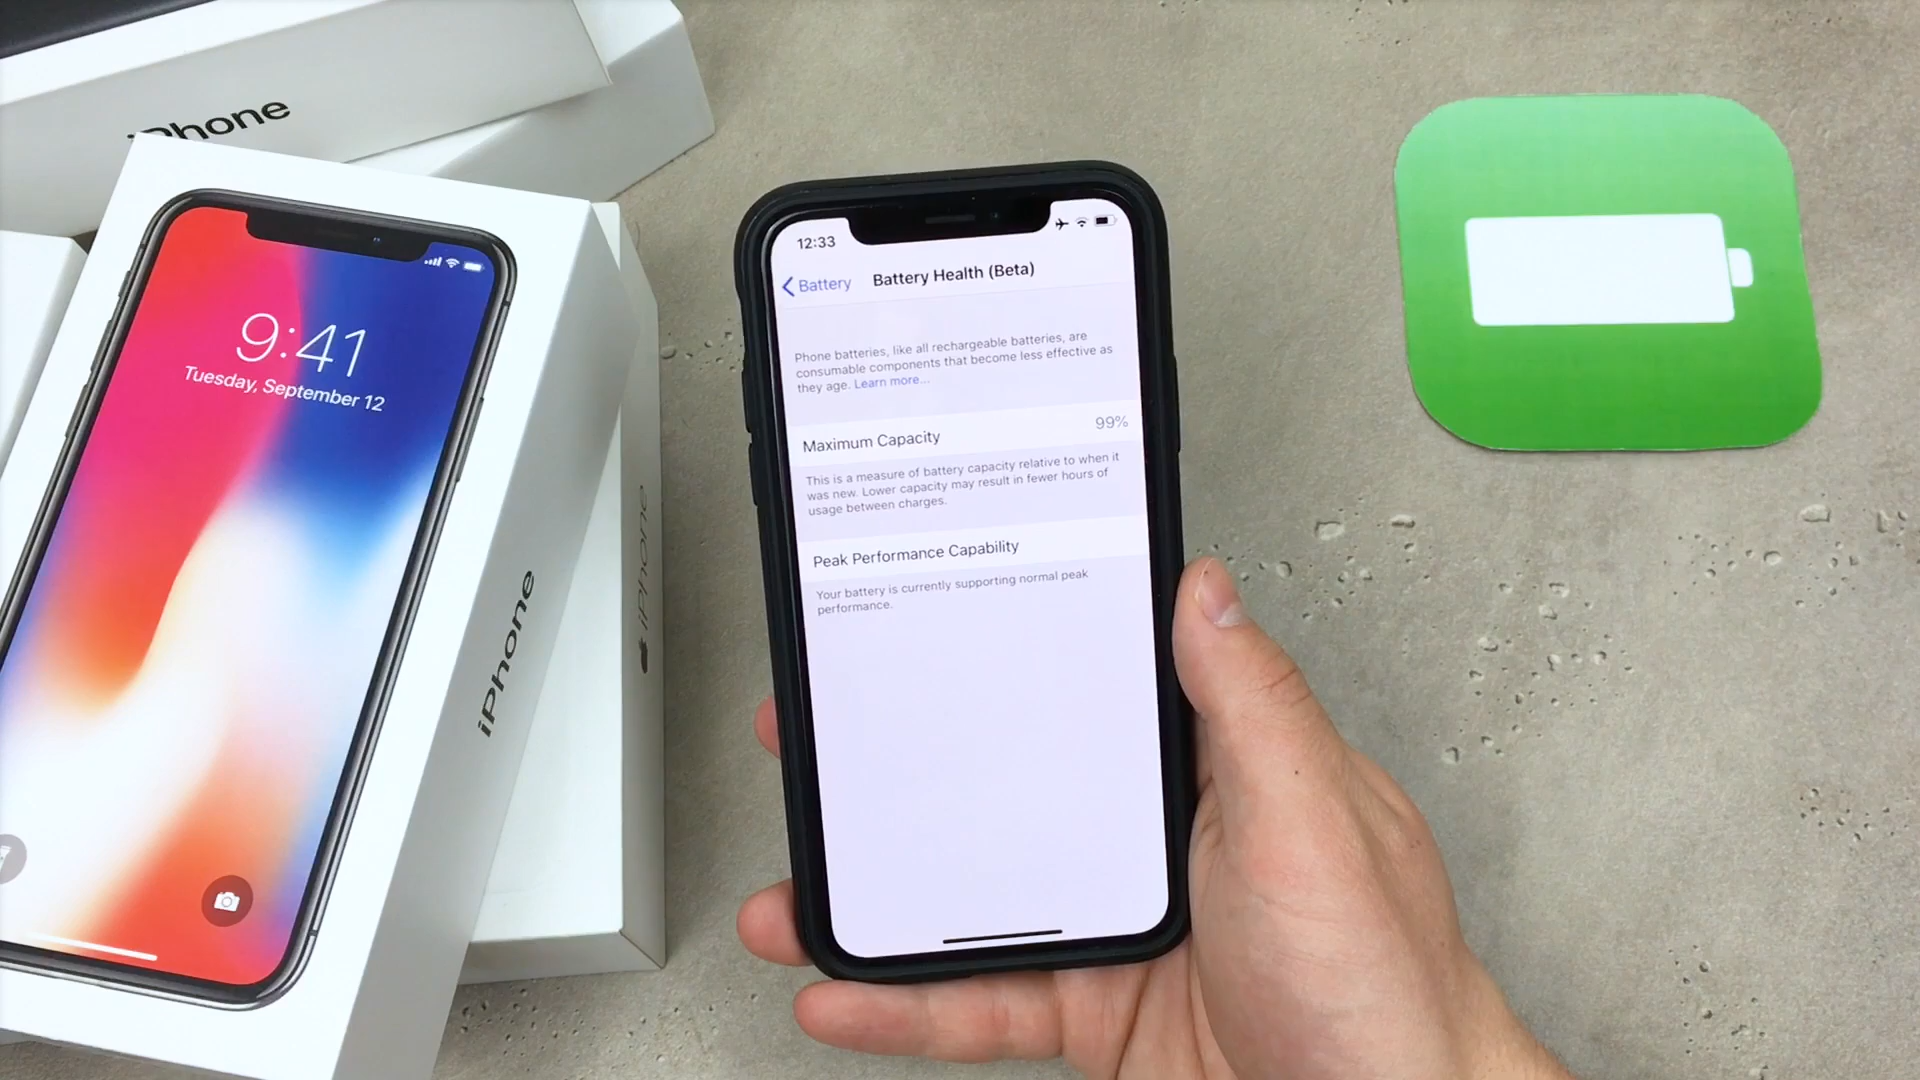 iPhone
9:41
Tuesday, September 12
iPhone
iPhone
12:33
Battery
Battery Health (Beta)
Phone batteries, like all rechargeable batteries, are
consumable components that become less effective as
they age. Learn more...
Maximum Capacity
99%
This is a measure of battery capacity relative to when it
was new. Lower capacity may result in fewer hours of
usage between charges.
Peak Performance Capability
Your battery is currently supporting normal peak
performance.